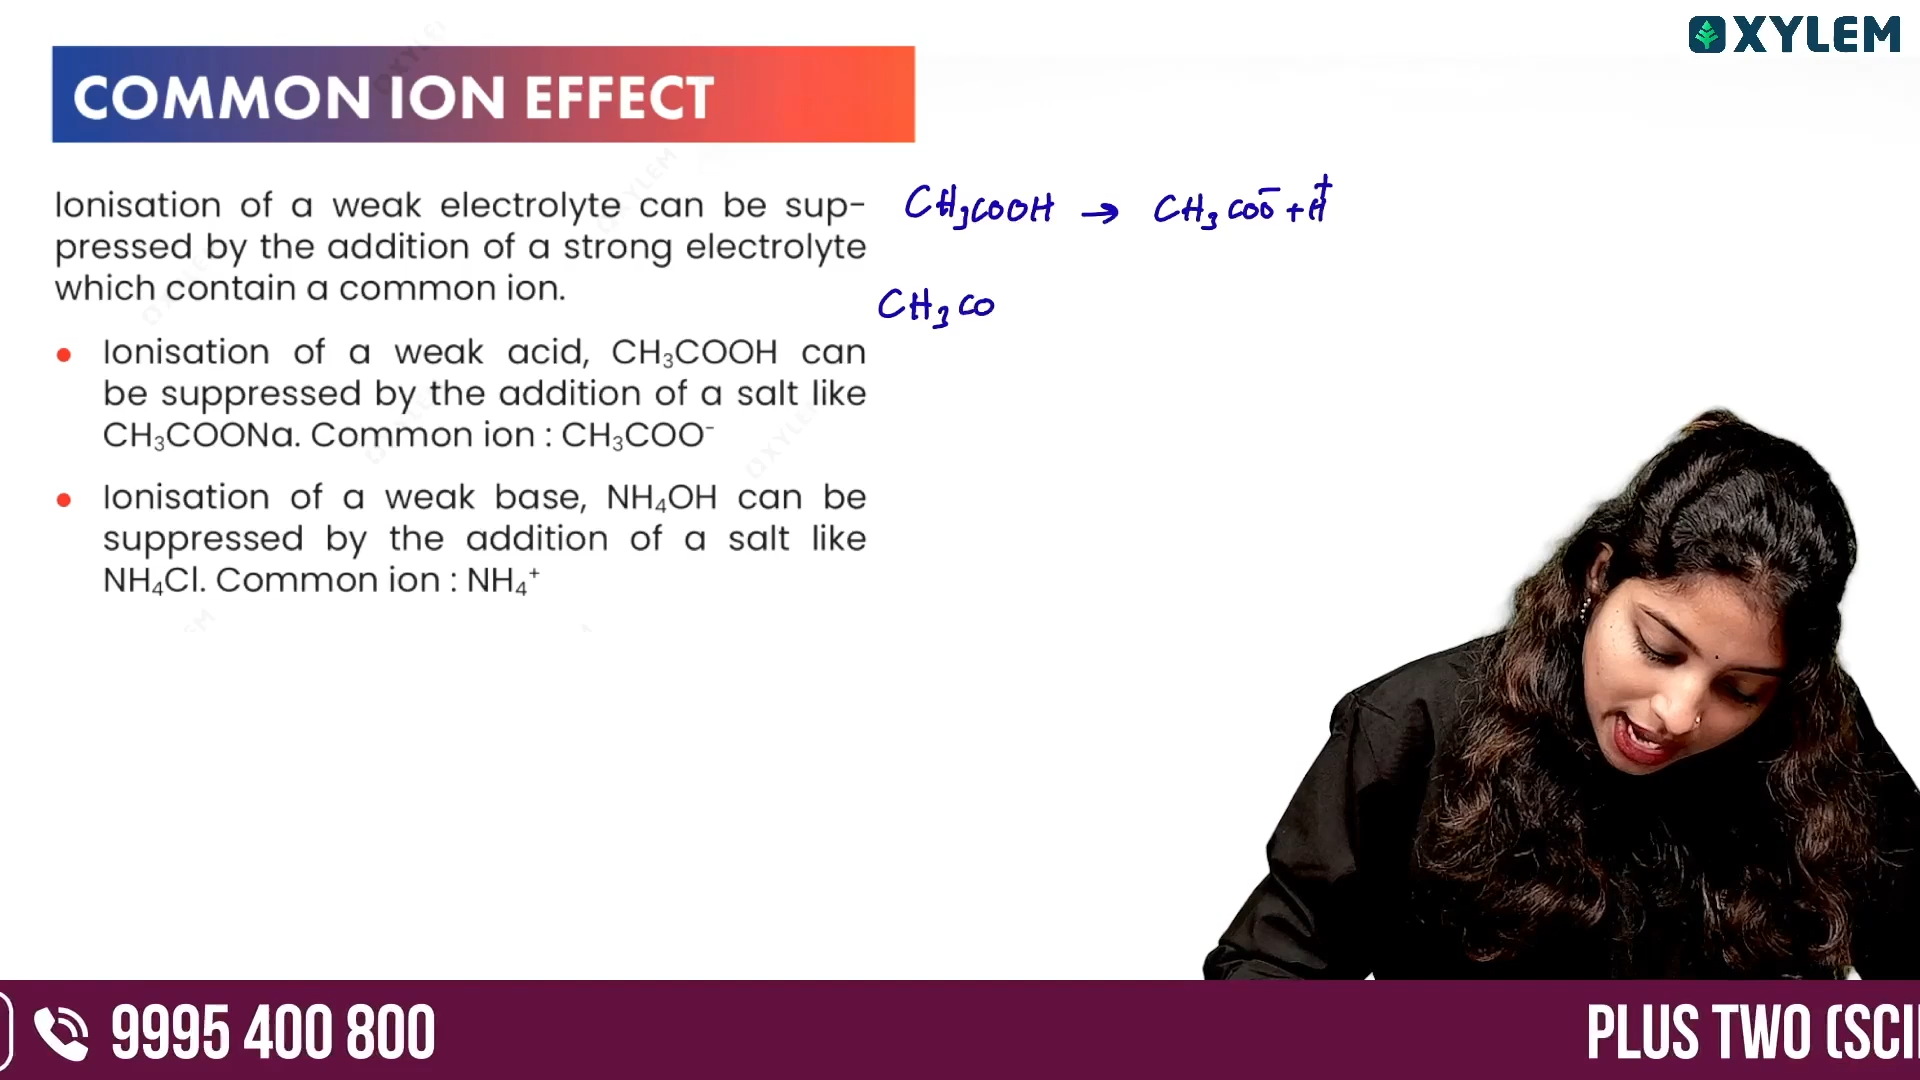 XYLEM
COMMON ION EFFECT
Ionisation of a weak electrolyte can be sup-
pressed by the addition of a strong electrolyte
which contain a common ion.
• Ionisation of a weak acid, CH₃COOH can
be suppressed by the addition of a salt like
CH₃COONa. Common ion : CH₃COO⁻
• Ionisation of a weak base, NH₄OH can be
suppressed by the addition of a salt like
NH₄Cl. Common ion : NH₄⁺
CH₃COOH → CH₃COO⁻ + H⁺
CH₃CO
9995 400 800
PLUS TWO (SCI